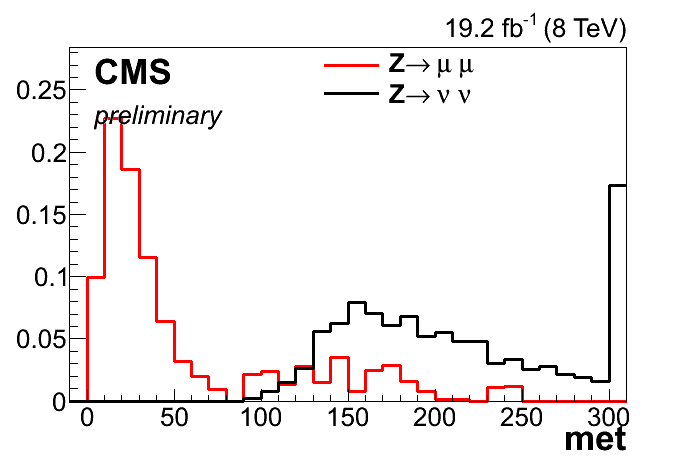 19.2 fb⁻¹ (8 TeV)
CMS
preliminary
Z→ μ μ
Z→ ν ν
0.25
0.2
0.15
0.1
0.05
0
0 50 100 150 200 250 300
met